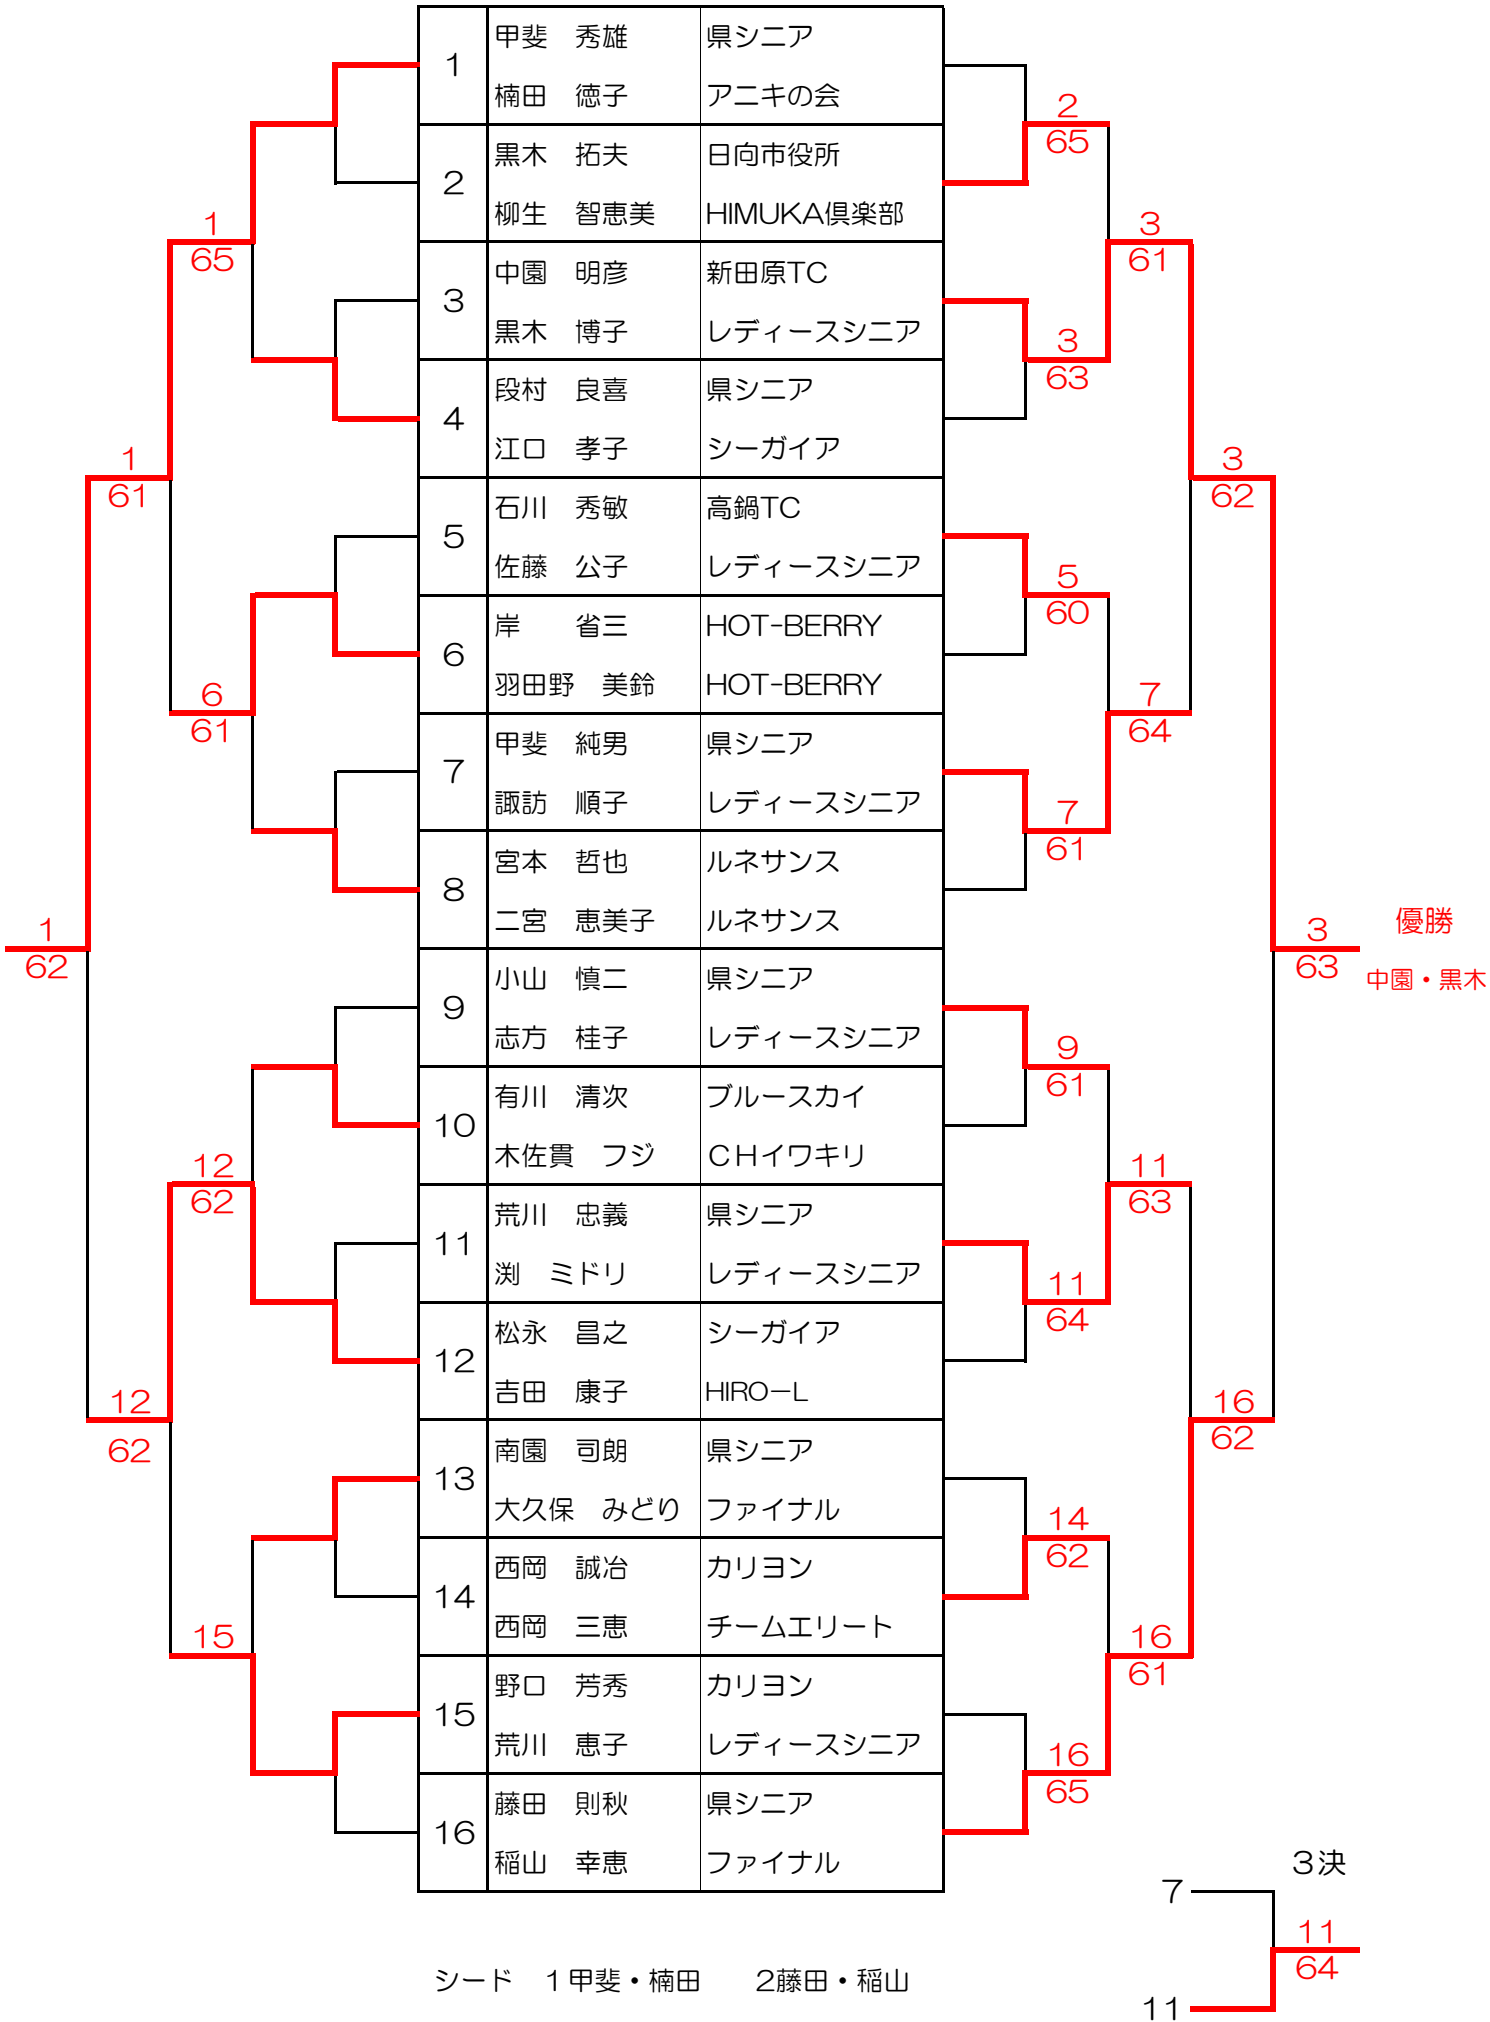 1
甲斐　秀雄　県シニア
楠田　徳子　アニキの会
2
黒木　拓夫　日向市役所
柳生　智恵美　HIMUKA倶楽部
3
中園　明彦　新田原TC
黒木　博子　レディースシニア
4
段村　良喜　県シニア
江口　孝子　シーガイア
5
石川　秀敏　高鍋TC
佐藤　公子　レディースシニア
6
岸　　省三　HOT-BERRY
羽田野　美鈴　HOT-BERRY
7
甲斐　純男　県シニア
諏訪　順子　レディースシニア
8
宮本　哲也　ルネサンス
二宮　恵美子　ルネサンス
9
小山　慎二　県シニア
志方　桂子　レディースシニア
10
有川　清次　ブルースカイ
木佐貫　フジ　ＣＨイワキリ
11
荒川　忠義　県シニア
渕　ミドリ　レディースシニア
12
松永　昌之　シーガイア
吉田　康子　HIRO－L
13
南園　司朗　県シニア
大久保　みどり　ファイナル
14
西岡　誠治　カリヨン
西岡　三恵　チームエリート
15
野口　芳秀　カリヨン
荒川　恵子　レディースシニア
16
藤田　則秋　県シニア
稲山　幸恵　ファイナル
1
65
6
61
12
62
15
1
61
12
62
1
62
2
65
3
63
5
60
7
61
9
61
11
64
14
62
16
65
3
61
7
64
11
63
16
61
3
62
16
62
3
63
優勝
中園・黒木
3決
7
11
11
64
シード　1甲斐・楠田　　2藤田・稲山